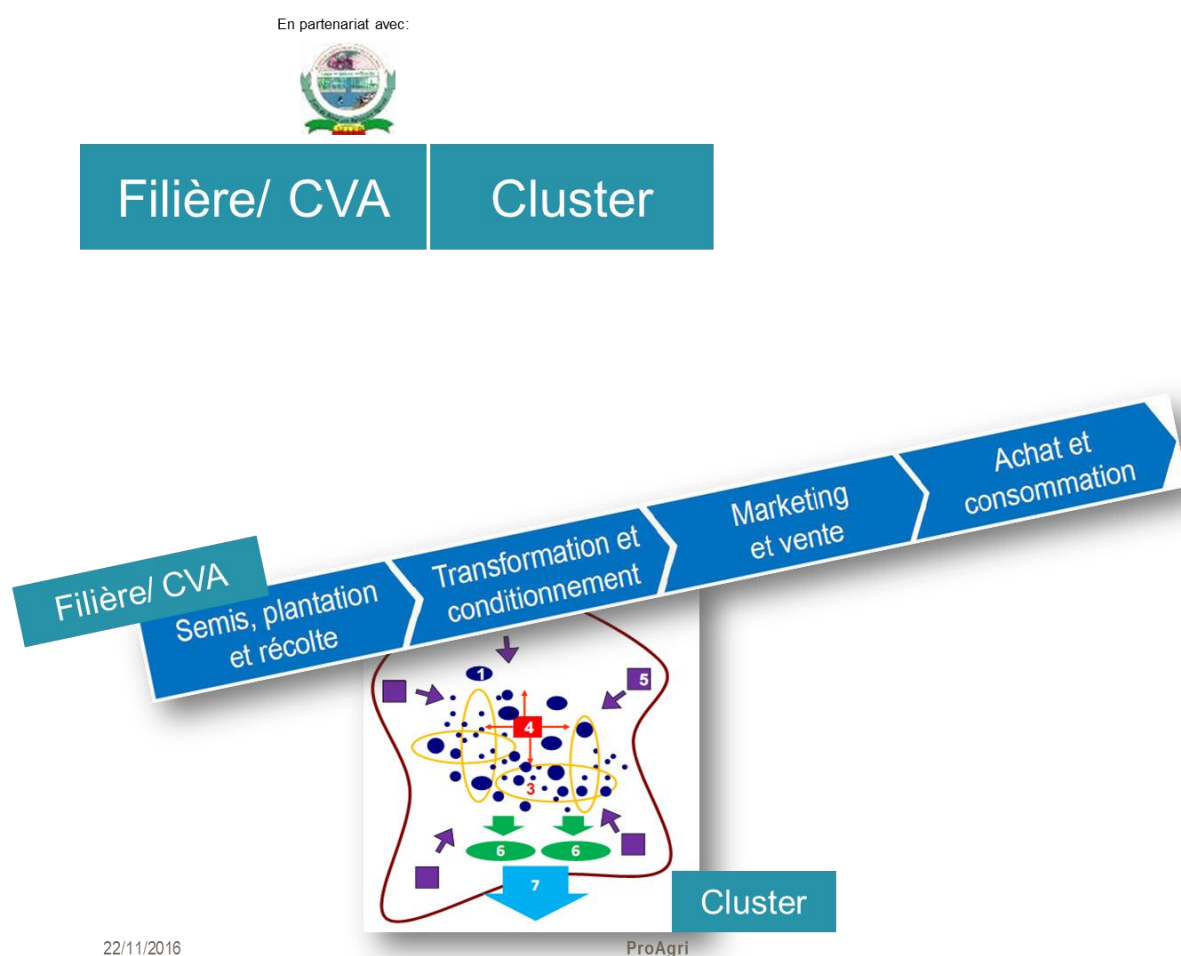 En partenariat avec:
Filière/ CVA
Cluster
Filière/ CVA
Semis, plantation
et récolte
Transformation et
conditionnement
Marketing
et vente
Achat et
consommation
1
5
4
3
6
6
7
Cluster
22/11/2016
ProAgri